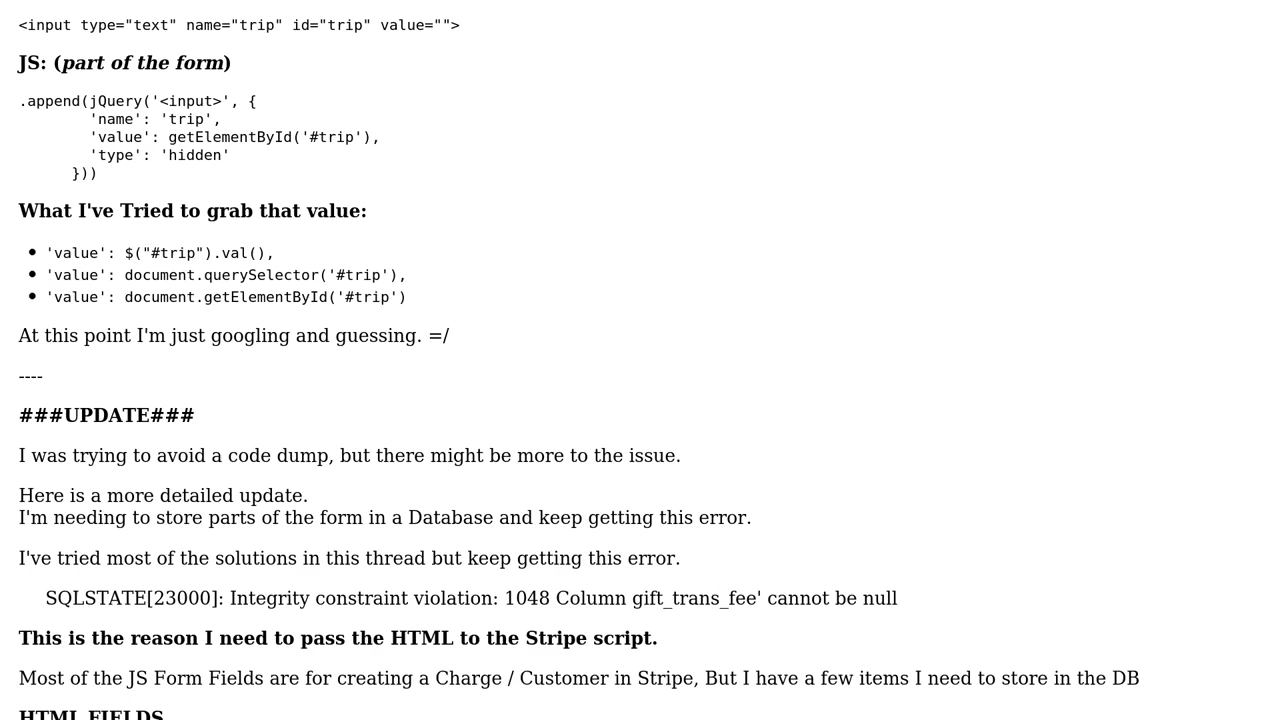 <input type="text" name="trip" id="trip" value="">
JS: (part of the form)
.append(jQuery('<input>', {
'name': 'trip',
'value': getElementById('#trip'),
'type': 'hidden'
}))
What I've Tried to grab that value:
'value': $("#trip").val(),
'value': document.querySelector('#trip'),
'value': document.getElementById('#trip')
At this point I'm just googling and guessing. =/
----
###UPDATE###
I was trying to avoid a code dump, but there might be more to the issue.
Here is a more detailed update.
I'm needing to store parts of the form in a Database and keep getting this error.
I've tried most of the solutions in this thread but keep getting this error.
SQLSTATE[23000]: Integrity constraint violation: 1048 Column gift_trans_fee' cannot be null
This is the reason I need to pass the HTML to the Stripe script.
Most of the JS Form Fields are for creating a Charge / Customer in Stripe, But I have a few items I need to store in the DB
HTML FIELDS